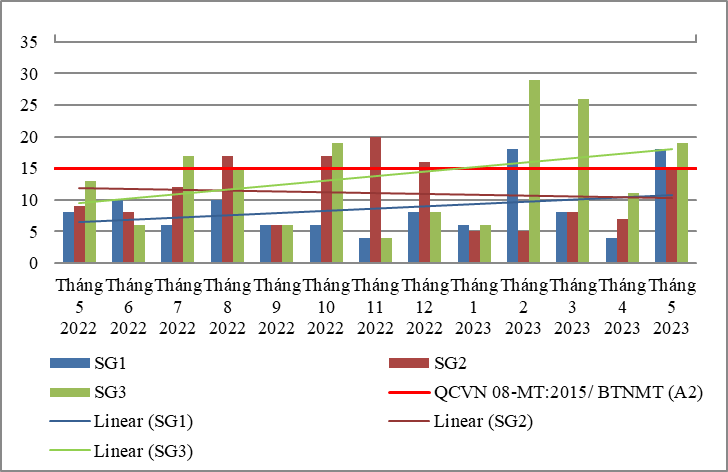 35
30
25
20
15
10
5
0
Tháng 5 2022
Tháng 6 2022
Tháng 7 2022
Tháng 8 2022
Tháng 9 2022
Tháng 10 2022
Tháng 11 2022
Tháng 12 2022
Tháng 1 2023
Tháng 2 2023
Tháng 3 2023
Tháng 4 2023
Tháng 5 2023
SG1
SG2
SG3
QCVN 08-MT:2015/ BTNMT (A2)
Linear (SG1)
Linear (SG2)
Linear (SG3)